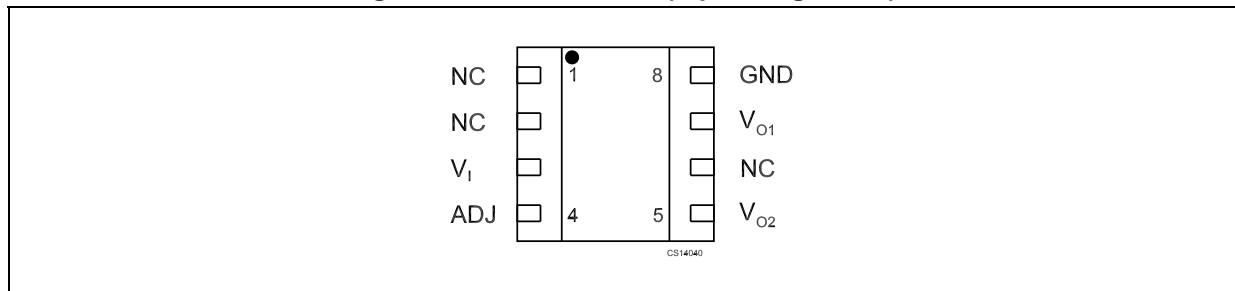 NC 1 8 GND
NC V_O1
V_I NC
ADJ 4 5 V_O2
CS14040